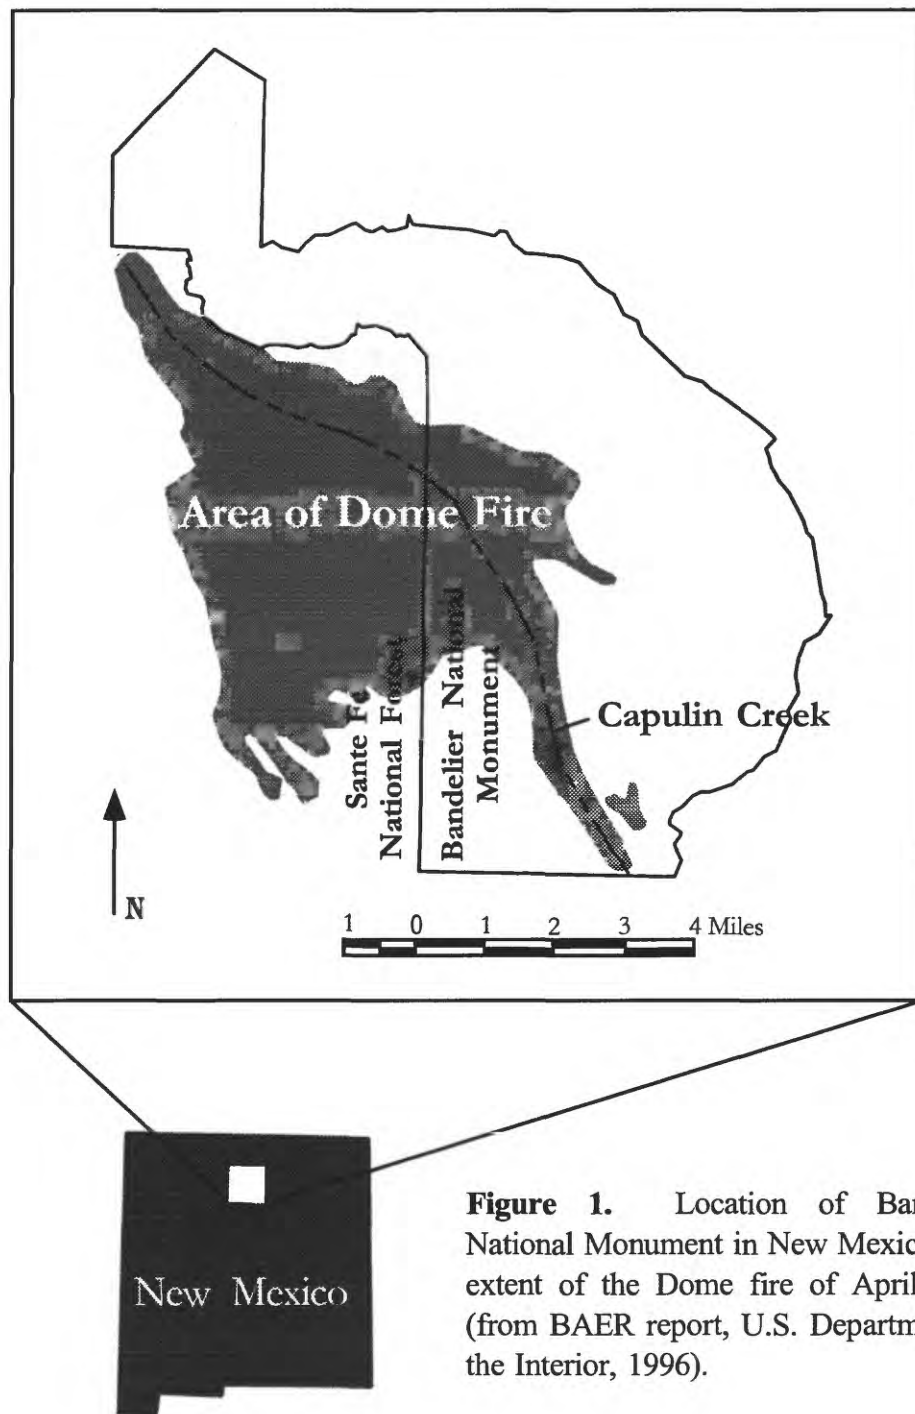 Area of Dome Fire
Sante Fe
National Forest
Bandelier National
Monument
Capulin Creek
N
1 0 1 2 3 4 Miles
New Mexico
Figure 1. Location of Ba
National Monument in New Mexic
extent of the Dome fire of April
(from BAER report, U.S. Departm
the Interior, 1996).